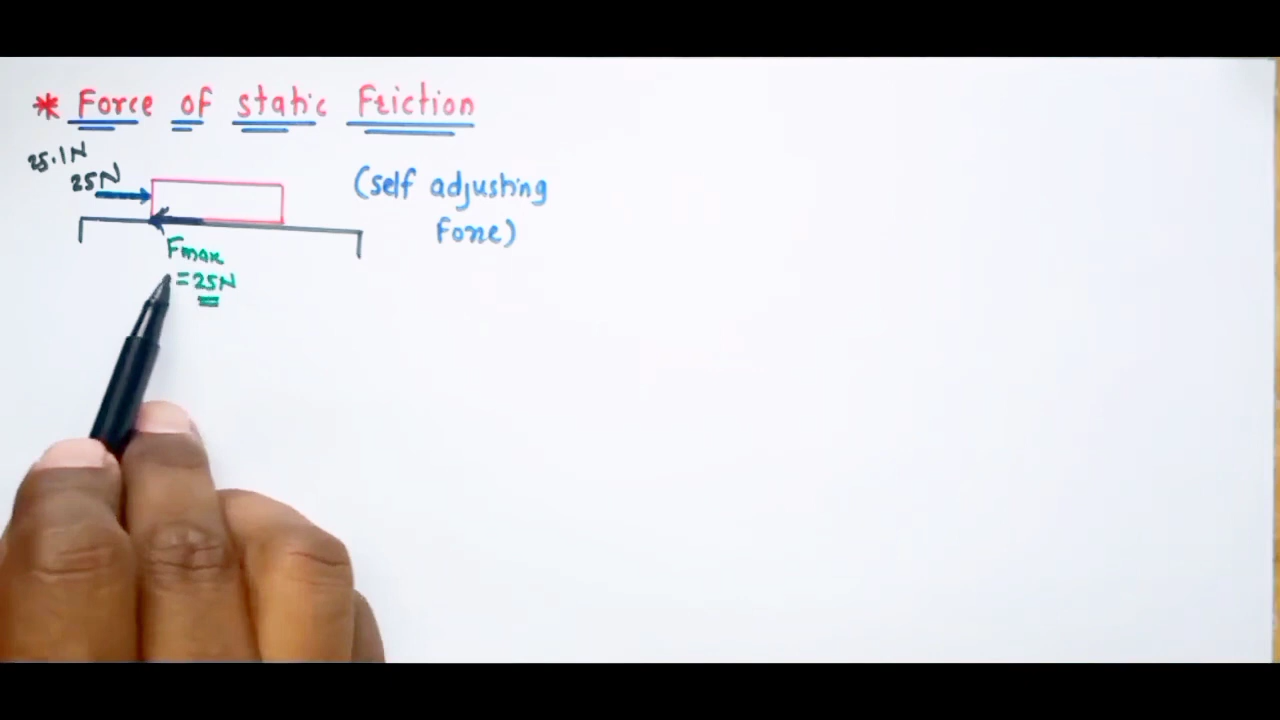 * Force of static Friction
25.1N
25N
(self adjusting
Force)
Fmax
= 25N